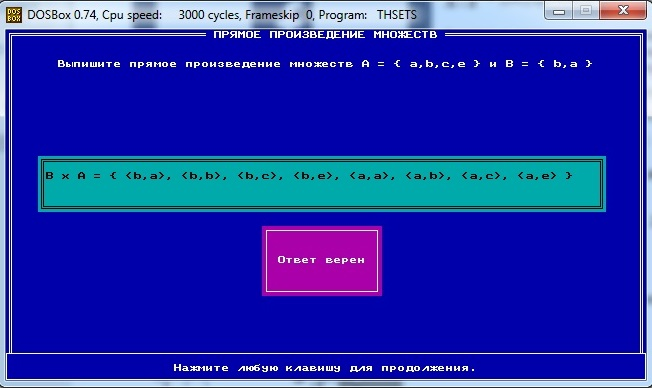 DOSBox 0.74, Cpu speed: 3000 cycles, Frameskip 0, Program: THSETS
ПРЯМОЕ ПРОИЗВЕДЕНИЕ МНОЖЕСТВ
Выпишите прямое произведение множеств A = { a,b,c,e } и B = { b,a }
B x A = { <b,a>, <b,b>, <b,c>, <b,e>, <a,a>, <a,b>, <a,c>, <a,e> }
Ответ верен
Нажмите любую клавишу для продолжения.